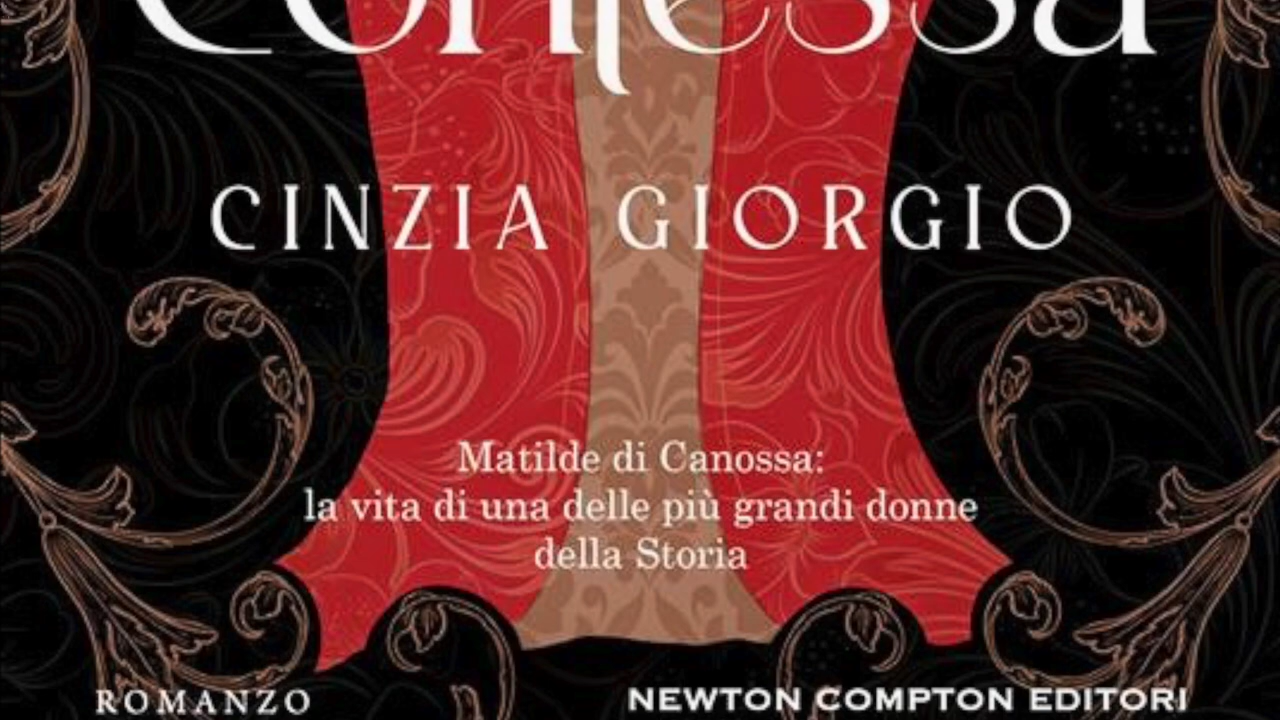 contessa
CINZIA GIORGIO
Matilde di Canossa:
la vita di una delle più grandi donne
della Storia
ROMANZO
NEWTON COMPTON EDITORI